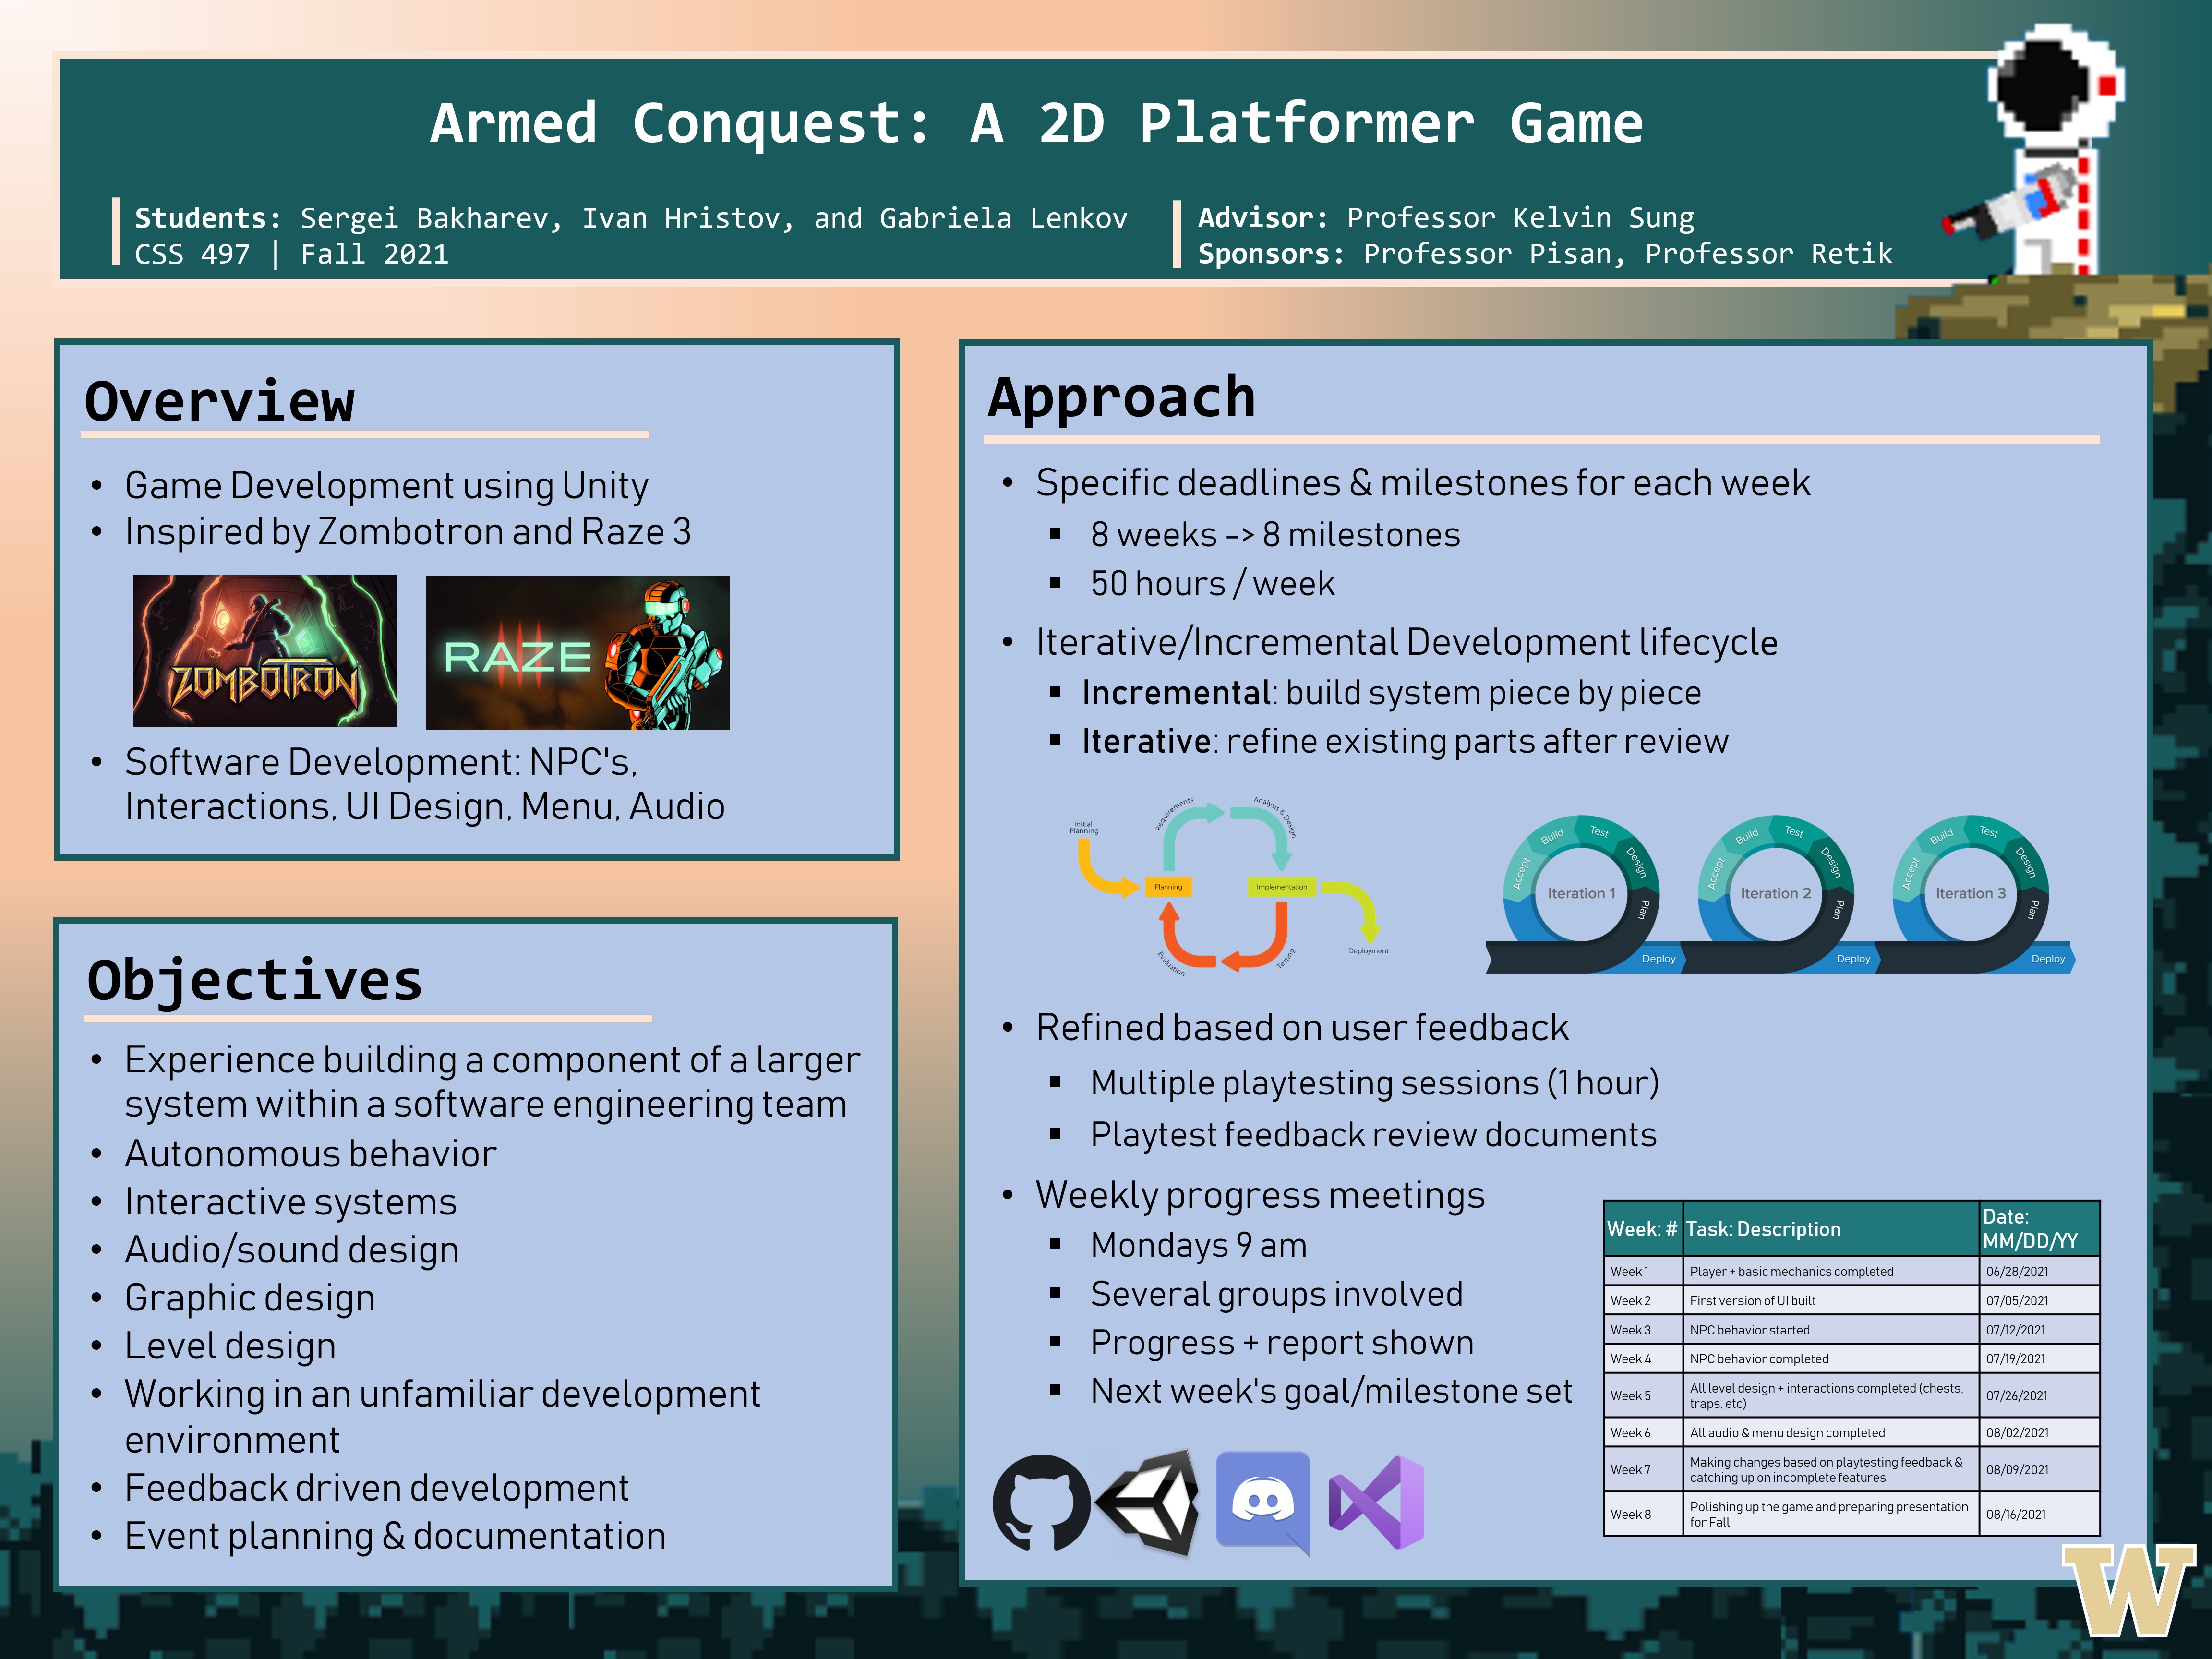 Armed Conquest: A 2D Platformer Game
Students: Sergei Bakharev, Ivan Hristov, and Gabriela Lenkov
CSS 497 | Fall 2021
Advisor: Professor Kelvin Sung
Sponsors: Professor Pisan, Professor Retik
Overview
• Game Development using Unity
• Inspired by Zombotron and Raze 3
ZOMBOTRON
RAZE
• Software Development: NPC's,
Interactions, UI Design, Menu, Audio
Objectives
• Experience building a component of a larger
system within a software engineering team
• Autonomous behavior
• Interactive systems
• Audio/sound design
• Graphic design
• Level design
• Working in an unfamiliar development
environment
• Feedback driven development
• Event planning & documentation
Approach
• Specific deadlines & milestones for each week
▪ 8 weeks -> 8 milestones
▪ 50 hours / week
• Iterative/Incremental Development lifecycle
▪ Incremental: build system piece by piece
▪ Iterative: refine existing parts after review
Initial
Planning
Requirements
Analysis & Design
Planning
Implementation
Evaluation
Testing
Deployment
Accept
Build
Test
Design
Plan
Iteration 1
Deploy
Accept
Build
Test
Design
Plan
Iteration 2
Deploy
Accept
Build
Test
Design
Plan
Iteration 3
Deploy
• Refined based on user feedback
▪ Multiple playtesting sessions (1 hour)
▪ Playtest feedback review documents
• Weekly progress meetings
▪ Mondays 9 am
▪ Several groups involved
▪ Progress + report shown
▪ Next week's goal/milestone set
Week: # Task: Description Date:
MM/DD/YY
Week 1 Player + basic mechanics completed 06/28/2021
Week 2 First version of UI built 07/05/2021
Week 3 NPC behavior started 07/12/2021
Week 4 NPC behavior completed 07/19/2021
Week 5 All level design + interactions completed (chests,
traps, etc) 07/26/2021
Week 6 All audio & menu design completed 08/02/2021
Week 7 Making changes based on playtesting feedback &
catching up on incomplete features 08/09/2021
Week 8 Polishing up the game and preparing presentation
for Fall 08/16/2021
W